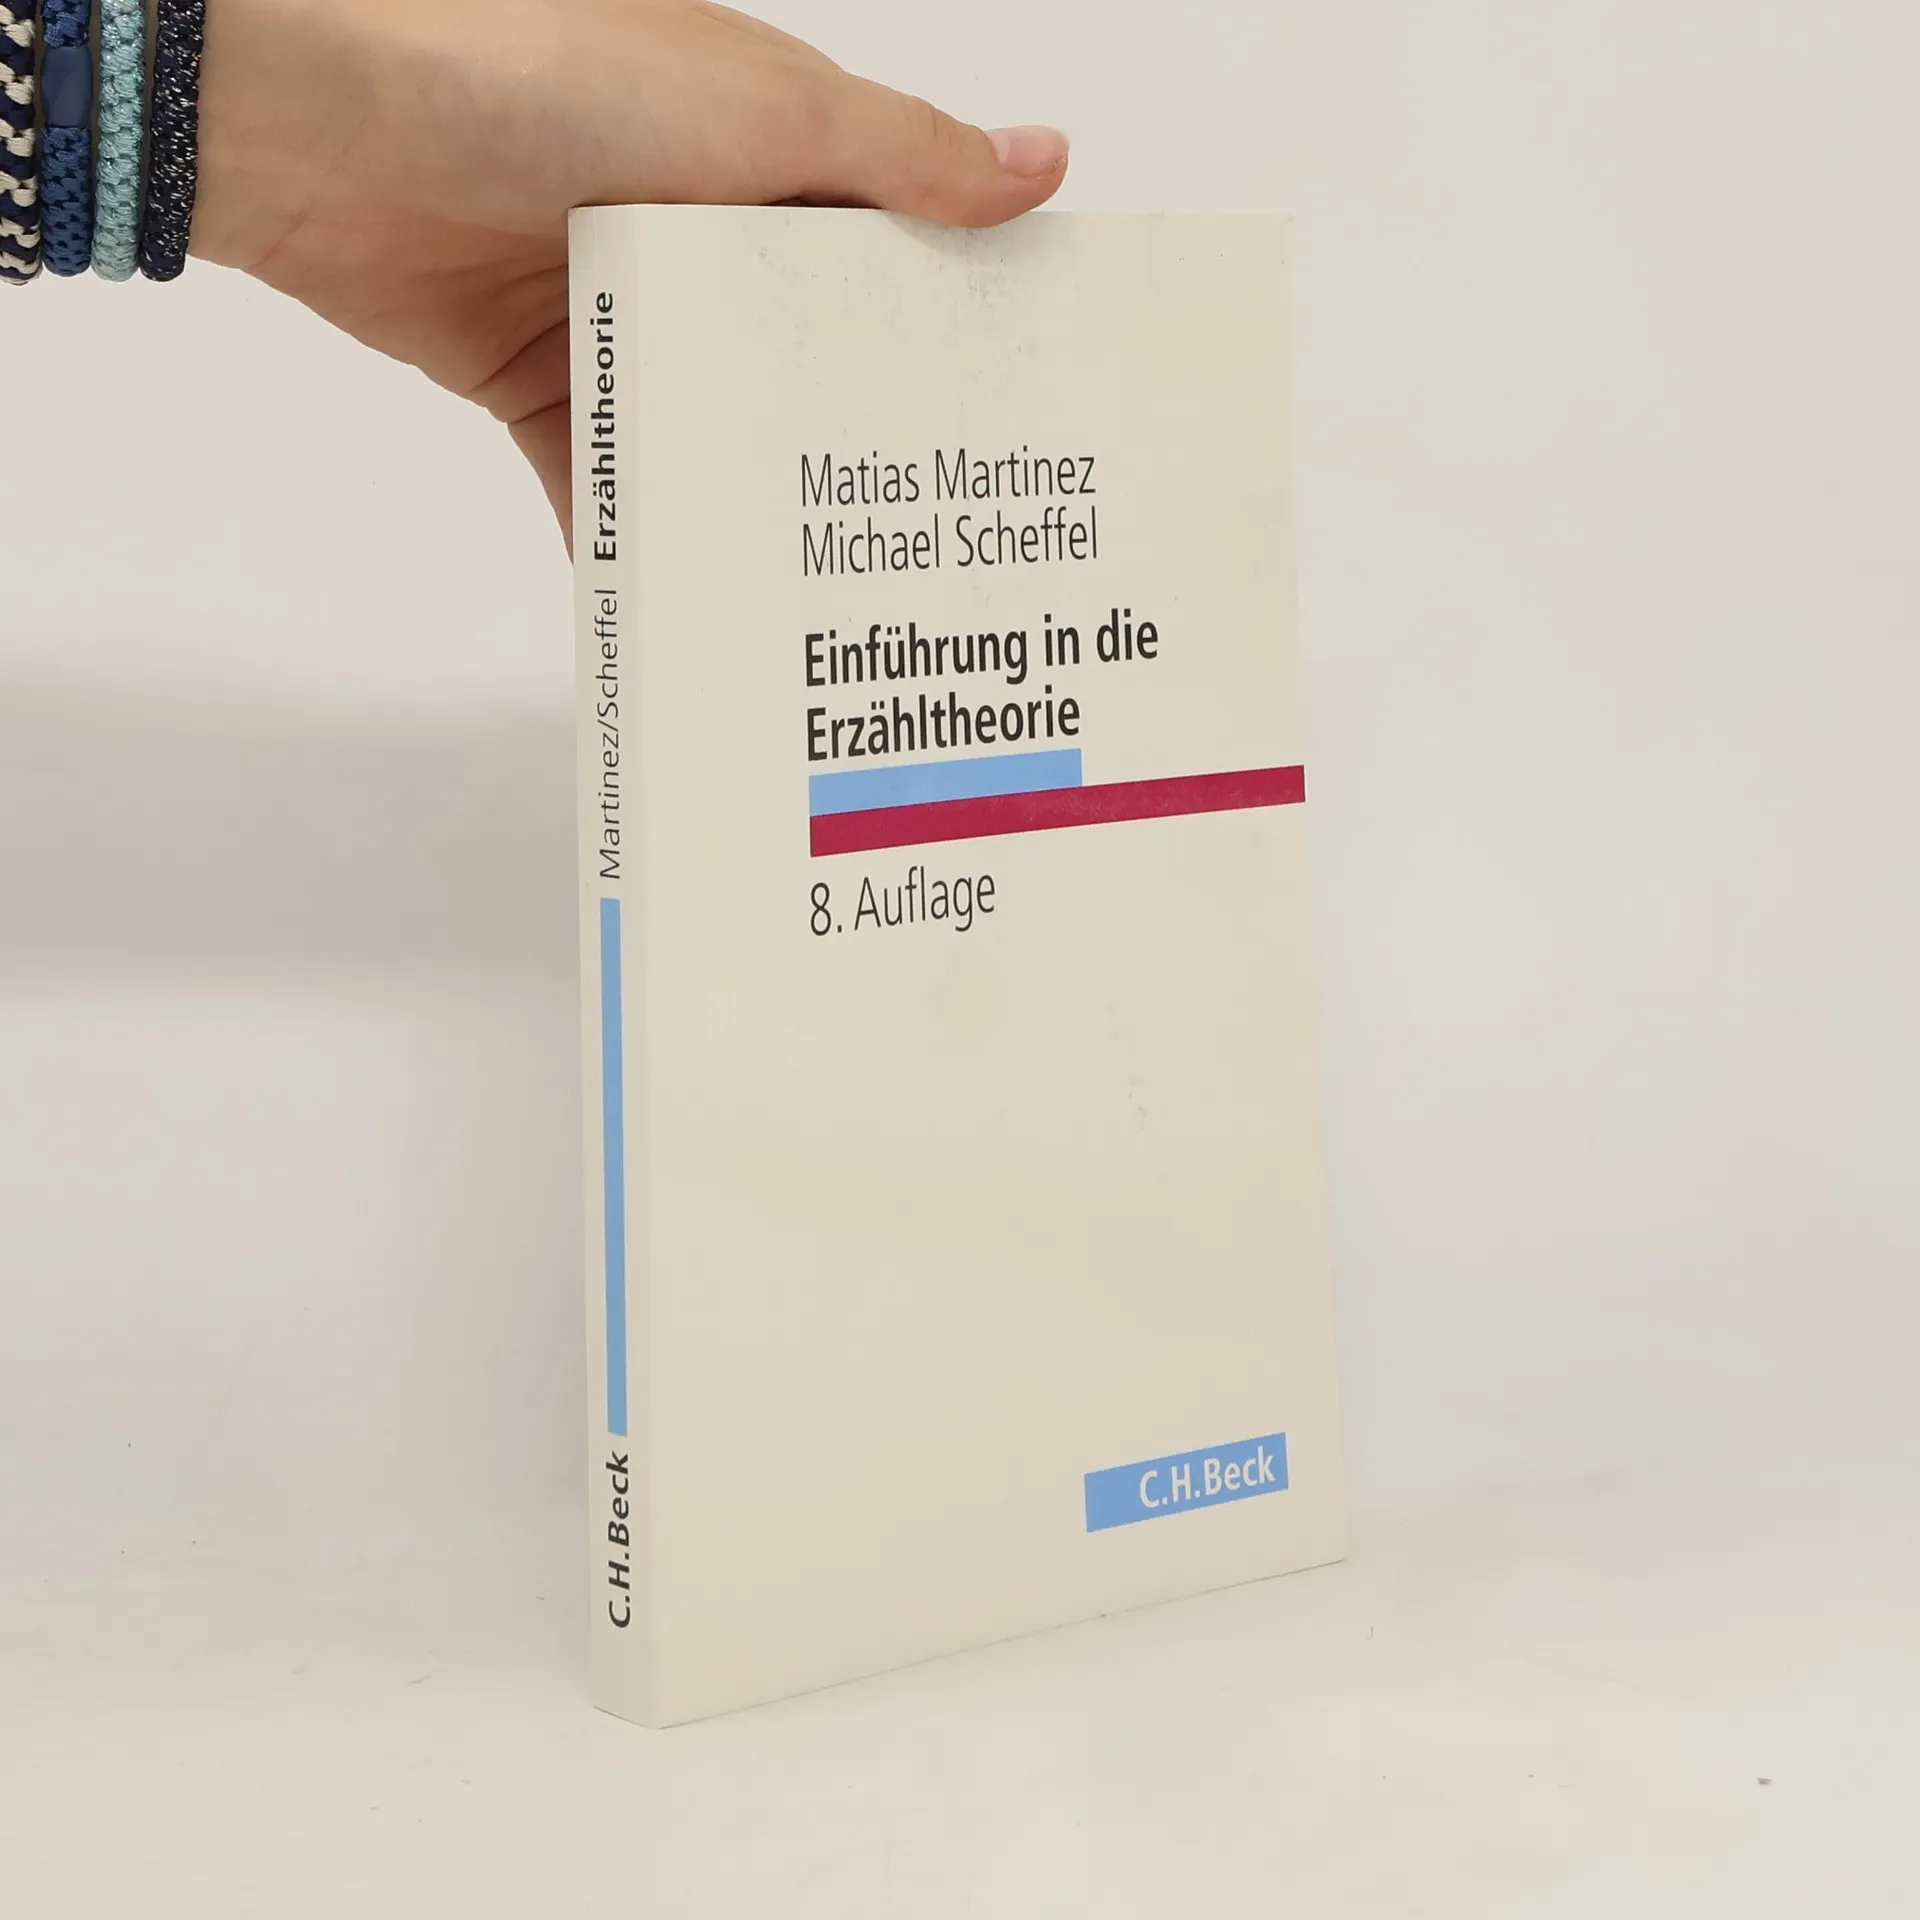 Matias Martinez
Michael Scheffel
Einführung in die
Erzähltheorie
8. Auflage
C.H.Beck
Martinez/Scheffel Erzähltheorie
C.H.Beck